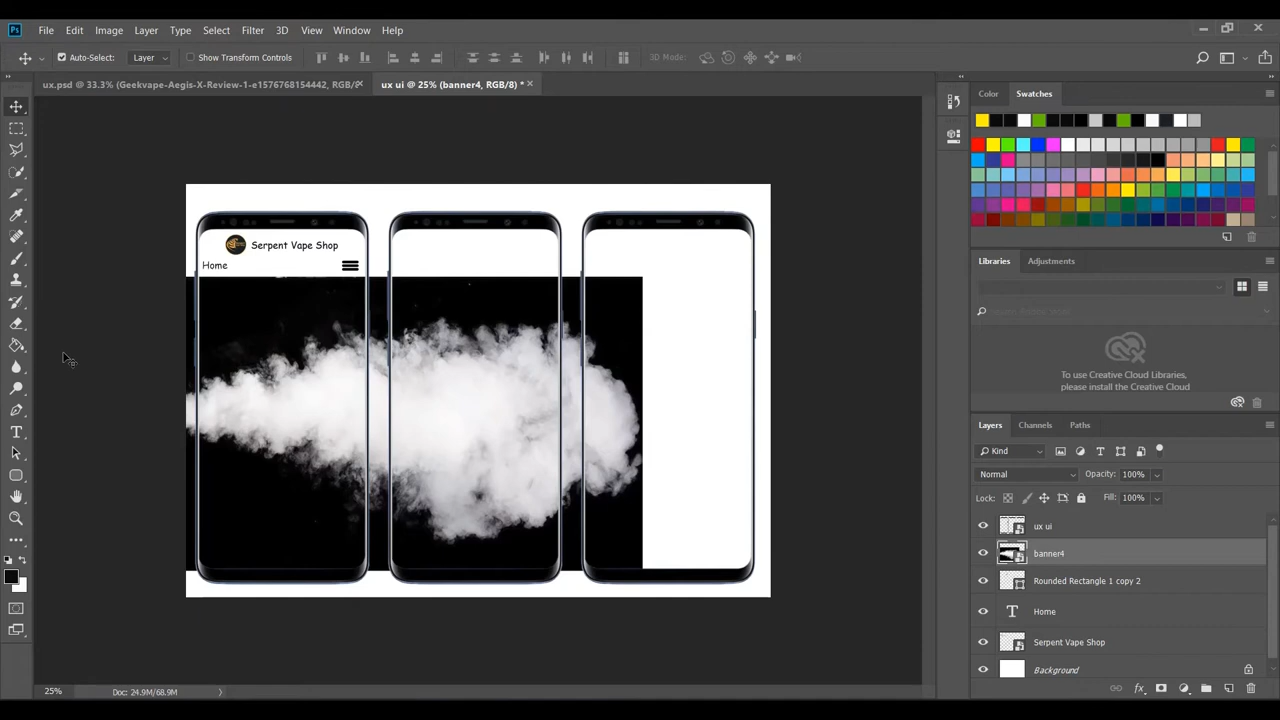 Ps File Edit Image Layer Type Select Filter 3D View Window Help
Auto-Select: Layer Show Transform Controls 3D Mode:
ux.psd @ 33.3% (Geekvape-Aegis-X-Review-1-e1576768154442, RGB/8) ux ui @ 25% (banner4, RGB/8) *
Color Swatches
Serpent Vape Shop
Home
Libraries Adjustments
To use Creative Cloud Libraries,
please install the Creative Cloud
Layers Channels Paths
Kind
Normal Opacity: 100%
Lock: Fill: 100%
ux ui
banner4
Rounded Rectangle 1 copy 2
T Home
Serpent Vape Shop
Background
25% Doc: 24.9M/68.9M